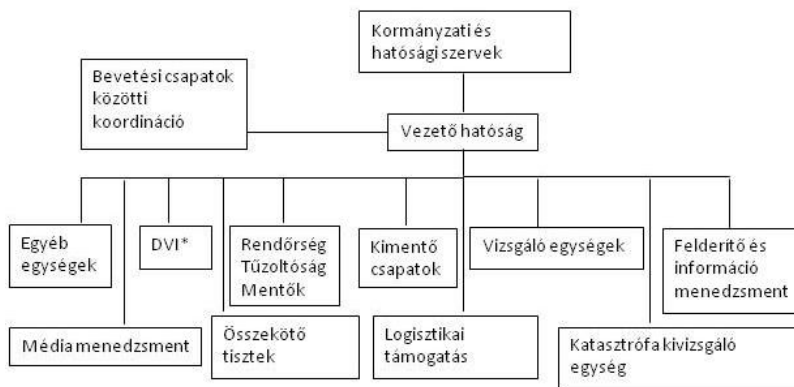 Kormányzati és
hatósági szervek
Bevetési csapatok
közötti
koordináció
Vezető hatóság
Egyéb
egységek
DVI*
Rendőrség
Tűzoltóság
Mentők
Kimentő
csapatok
Vizsgáló egységek
Felderítő és
információ
menedzsment
Média menedzsment
Összekötő
tisztek
Logisztikai
támogatás
Katasztrófa kivizsgáló
egység